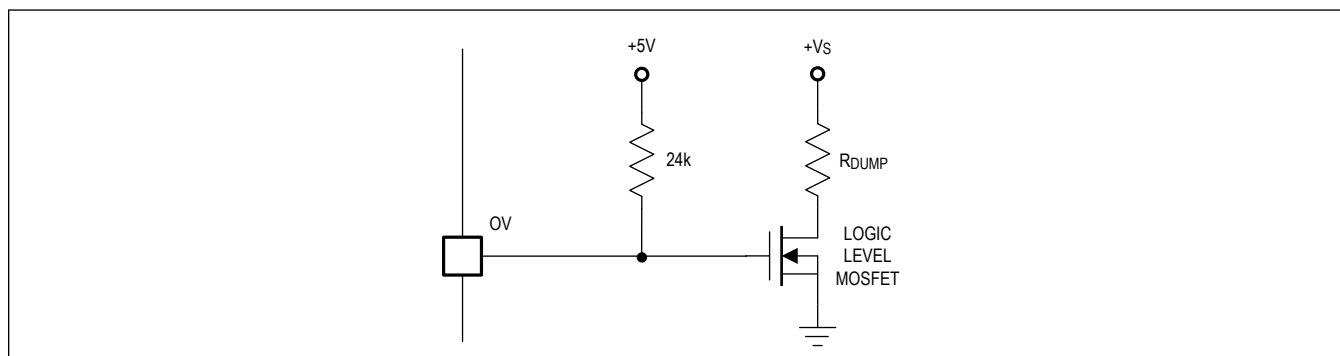 +5V
+VS
24k
RDUMP
OV
LOGIC
LEVEL
MOSFET